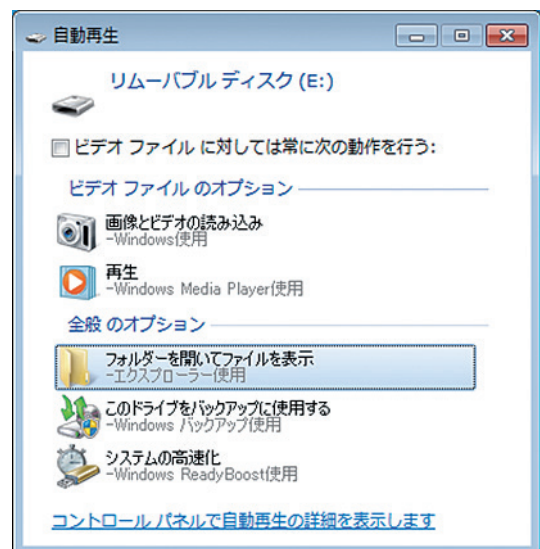 自動再生
リムーバブル ディスク (E:)
ビデオ ファイル に対しては常に次の動作を行う:
ビデオ ファイル のオプション
画像とビデオの読み込み
-Windows使用
再生
-Windows Media Player使用
全般 のオプション
フォルダーを開いてファイルを表示
-エクスプローラー使用
このドライブをバックアップに使用する
-Windows バックアップ使用
システムの高速化
-Windows ReadyBoost使用
コントロール パネルで自動再生の詳細を表示します